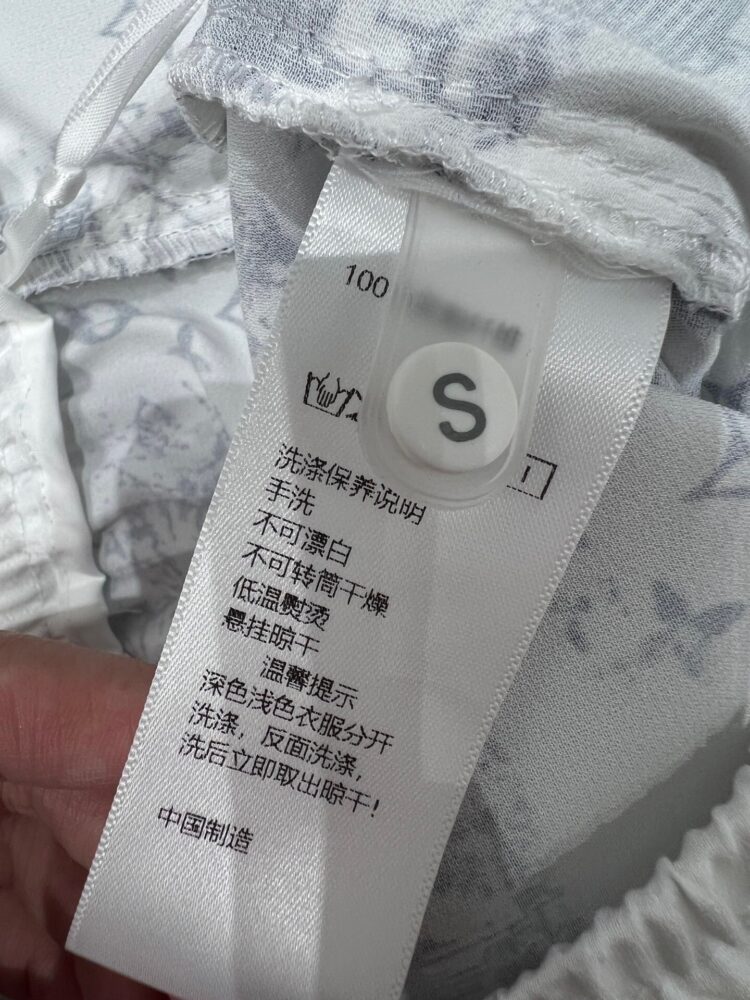 100
S
洗涤保养说明
手洗
不可漂白
不可转筒干燥
低温熨烫
悬挂晾干
温馨提示
深色浅色衣服分开
洗涤，反面洗涤，
洗后立即取出晾干！
中国制造